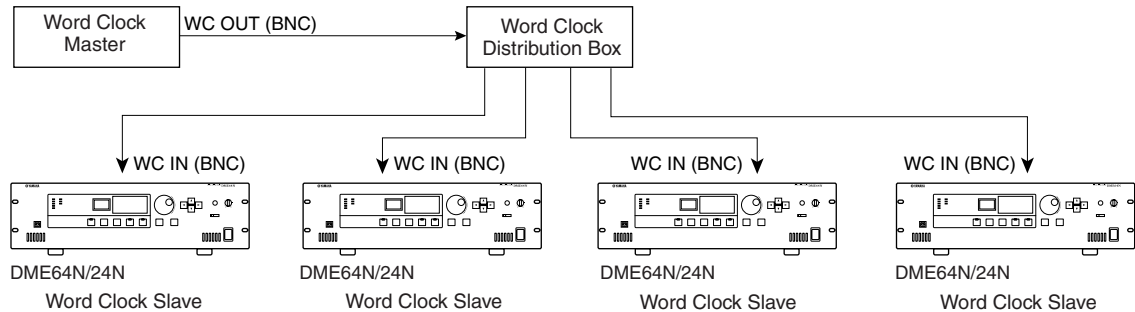 Word Clock
Master
WC OUT (BNC)
Word Clock
Distribution Box
WC IN (BNC)
WC IN (BNC)
WC IN (BNC)
WC IN (BNC)
DME64N/24N
DME64N/24N
DME64N/24N
DME64N/24N
Word Clock Slave
Word Clock Slave
Word Clock Slave
Word Clock Slave